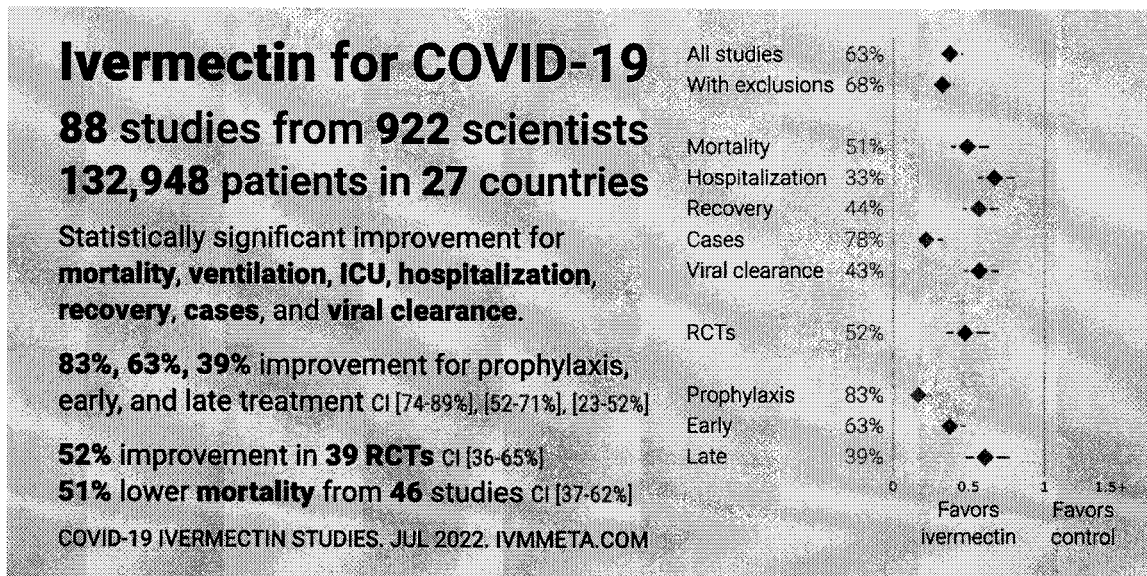 Ivermectin for COVID-19
88 studies from 922 scientists
132,948 patients in 27 countries
Statistically significant improvement for
mortality, ventilation, ICU, hospitalization,
recovery, cases, and viral clearance.
83%, 63%, 39% improvement for prophylaxis,
early, and late treatment CI [74-89%], [52-71%], [23-52%]
52% improvement in 39 RCTs CI [36-65%]
51% lower mortality from 46 studies CI [37-62%]
COVID-19 IVERMECTIN STUDIES. JUL 2022. IVMMETA.COM
All studies 63%
With exclusions 68%
Mortality 51%
Hospitalization 33%
Recovery 44%
Cases 78%
Viral clearance 43%
RCTs 52%
Prophylaxis 83%
Early 63%
Late 39%
0 0.5 1 1.5+
Favors ivermectin
Favors control